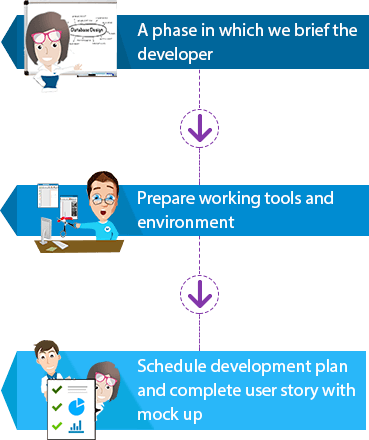 Database Design
A phase in which we brief the
developer
Prepare working tools and
environment
Schedule development plan
and complete user story with
mock up